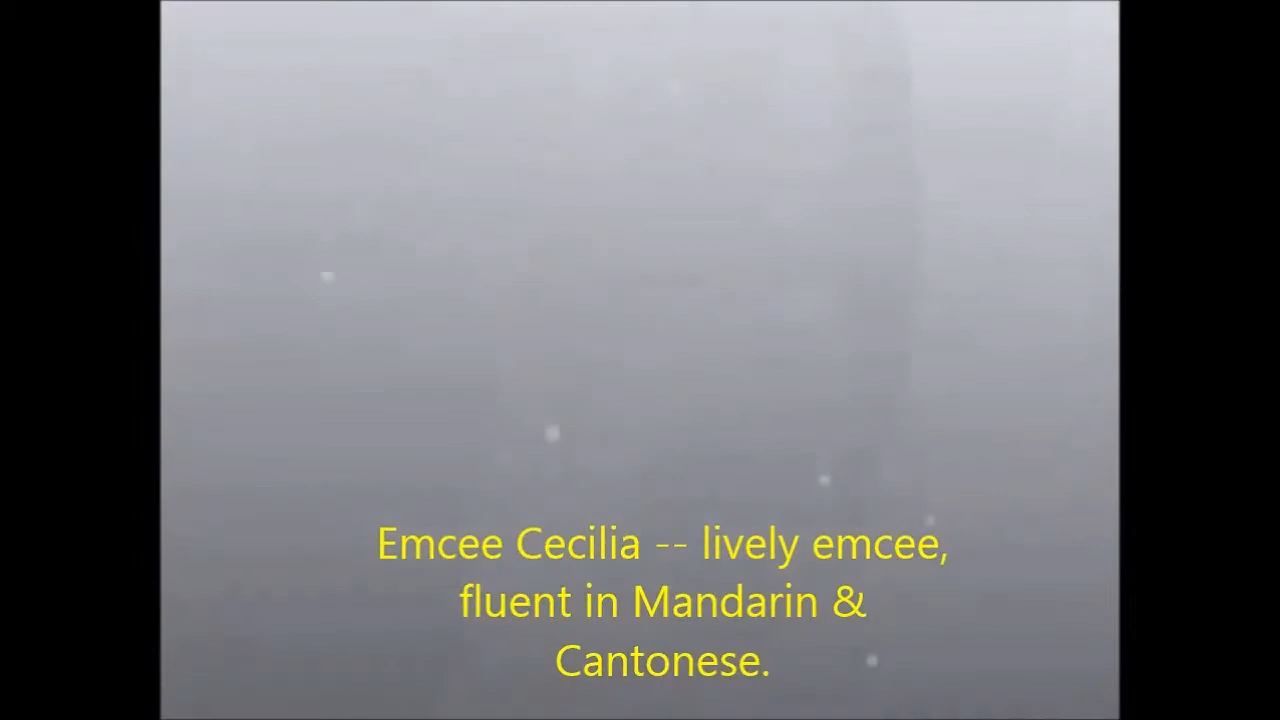 Emcee Cecilia -- lively emcee,
fluent in Mandarin &
Cantonese.